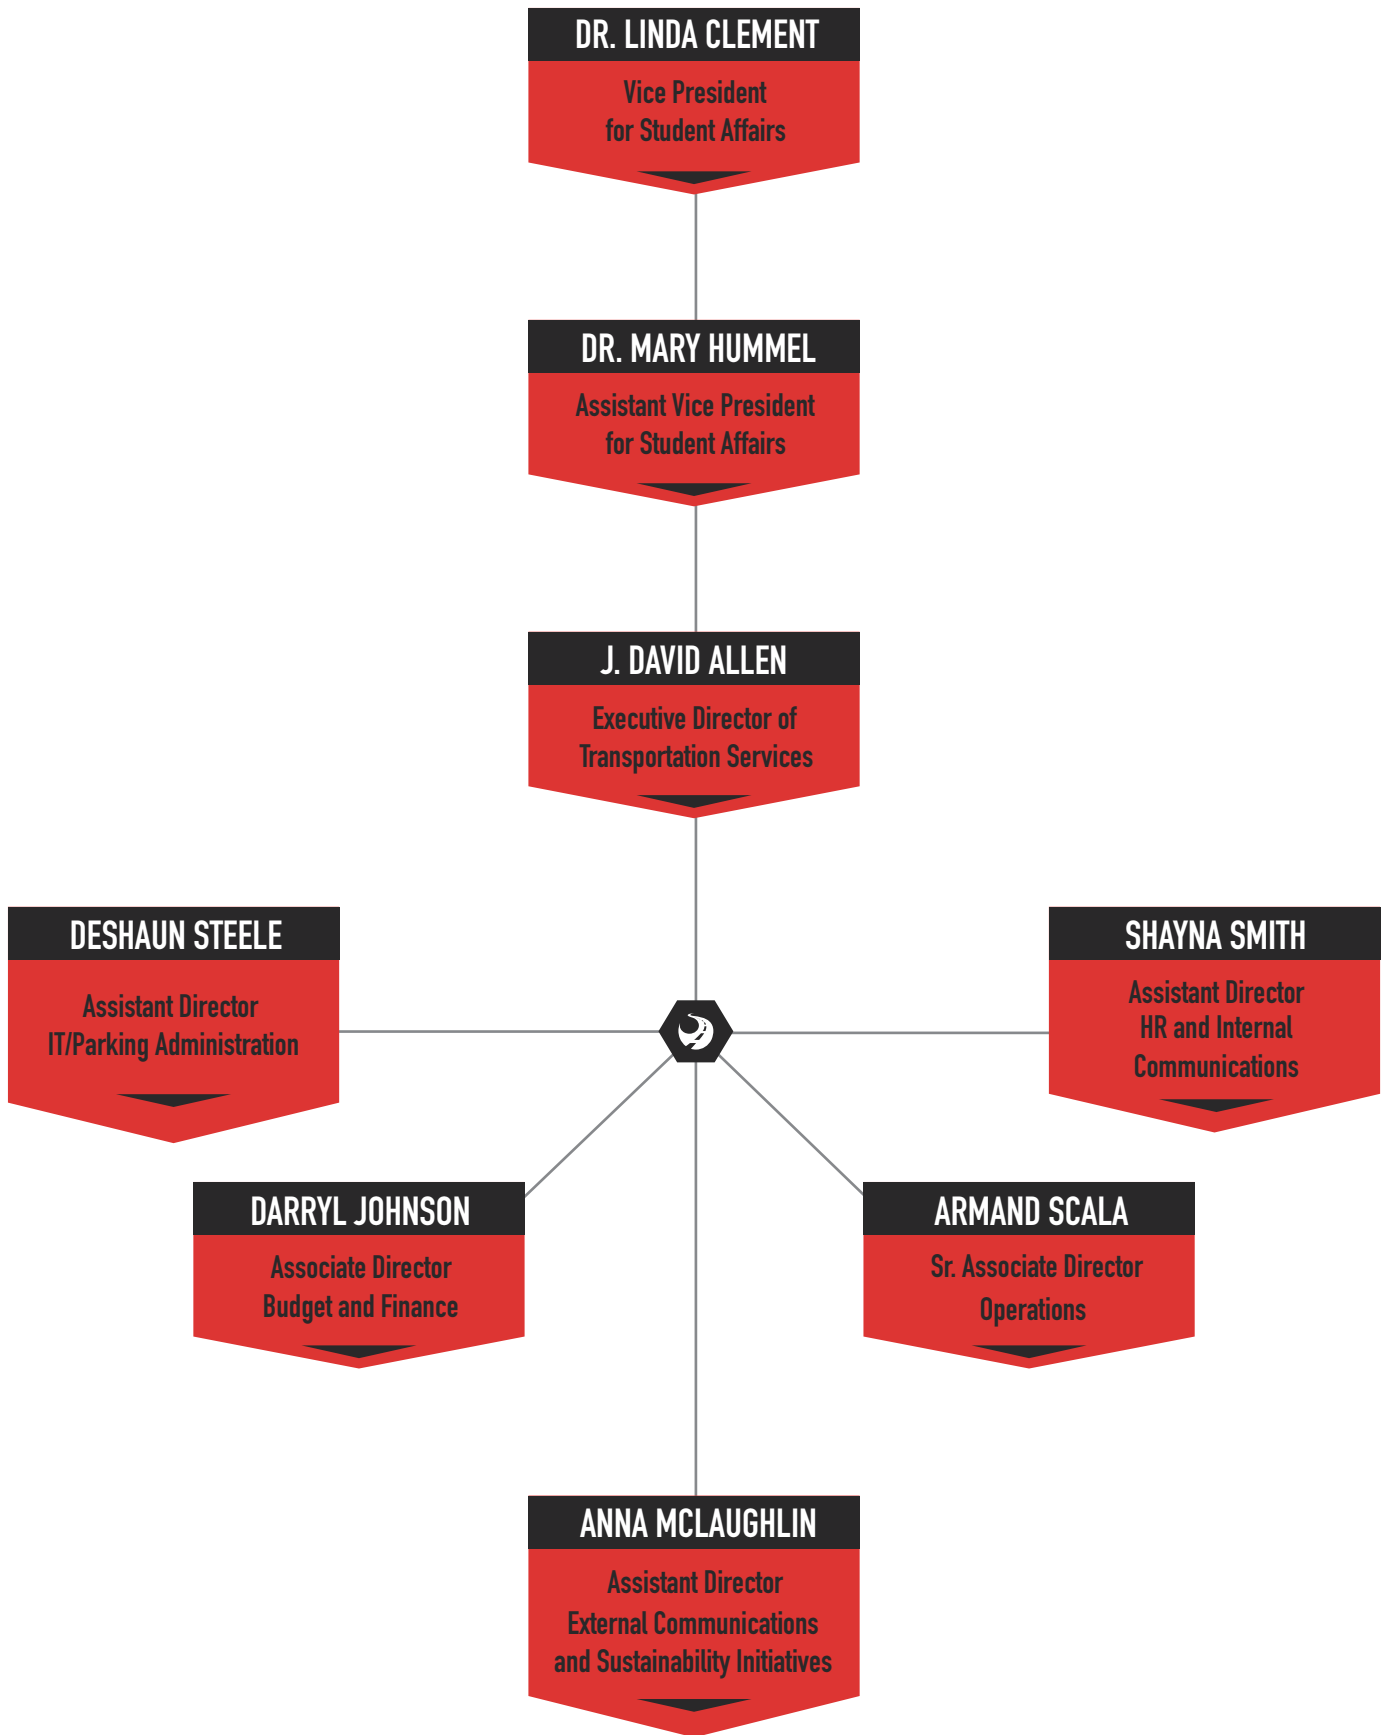 DR. LINDA CLEMENT
Vice President
for Student Affairs
DR. MARY HUMMEL
Assistant Vice President
for Student Affairs
J. DAVID ALLEN
Executive Director of
Transportation Services
DESHAUN STEELE
Assistant Director
IT/Parking Administration
SHAYNA SMITH
Assistant Director
HR and Internal
Communications
DARRYL JOHNSON
Associate Director
Budget and Finance
ARMAND SCALA
Sr. Associate Director
Operations
ANNA MCLAUGHLIN
Assistant Director
External Communications
and Sustainability Initiatives